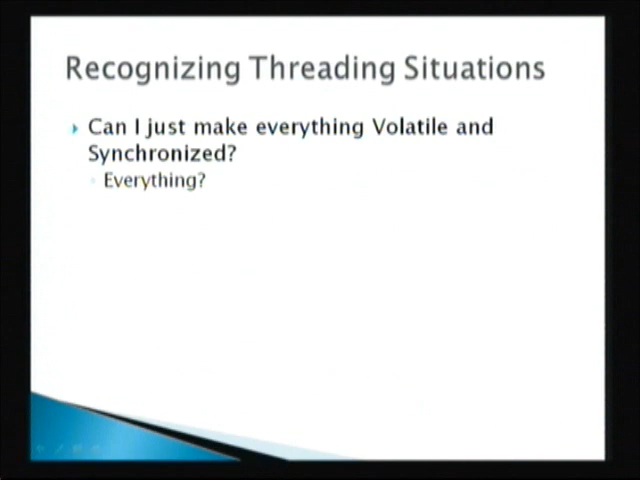 Recognizing Threading Situations
Can I just make everything Volatile and
Synchronized?
Everything?